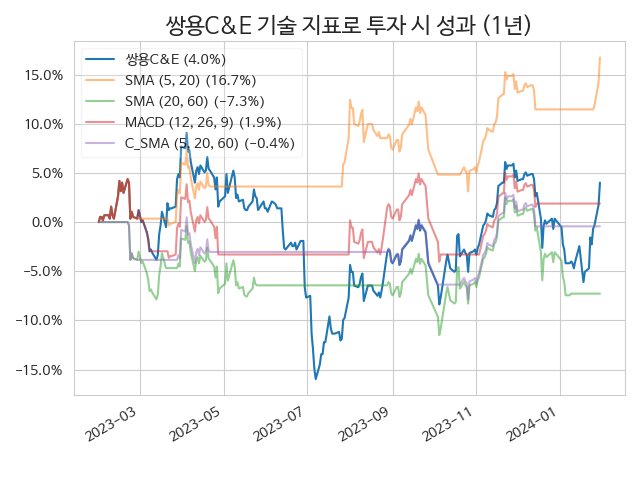 쌍용C&E 기술 지표로 투자 시 성과 (1년)
쌍용C&E (4.0%)
SMA (5, 20) (16.7%)
SMA (20, 60) (−7.3%)
MACD (12, 26, 9) (1.9%)
C_SMA (5, 20, 60) (−0.4%)
15.0%
10.0%
5.0%
0.0%
−5.0%
−10.0%
−15.0%
2023-03
2023-05
2023-07
2023-09
2023-11
2024-01